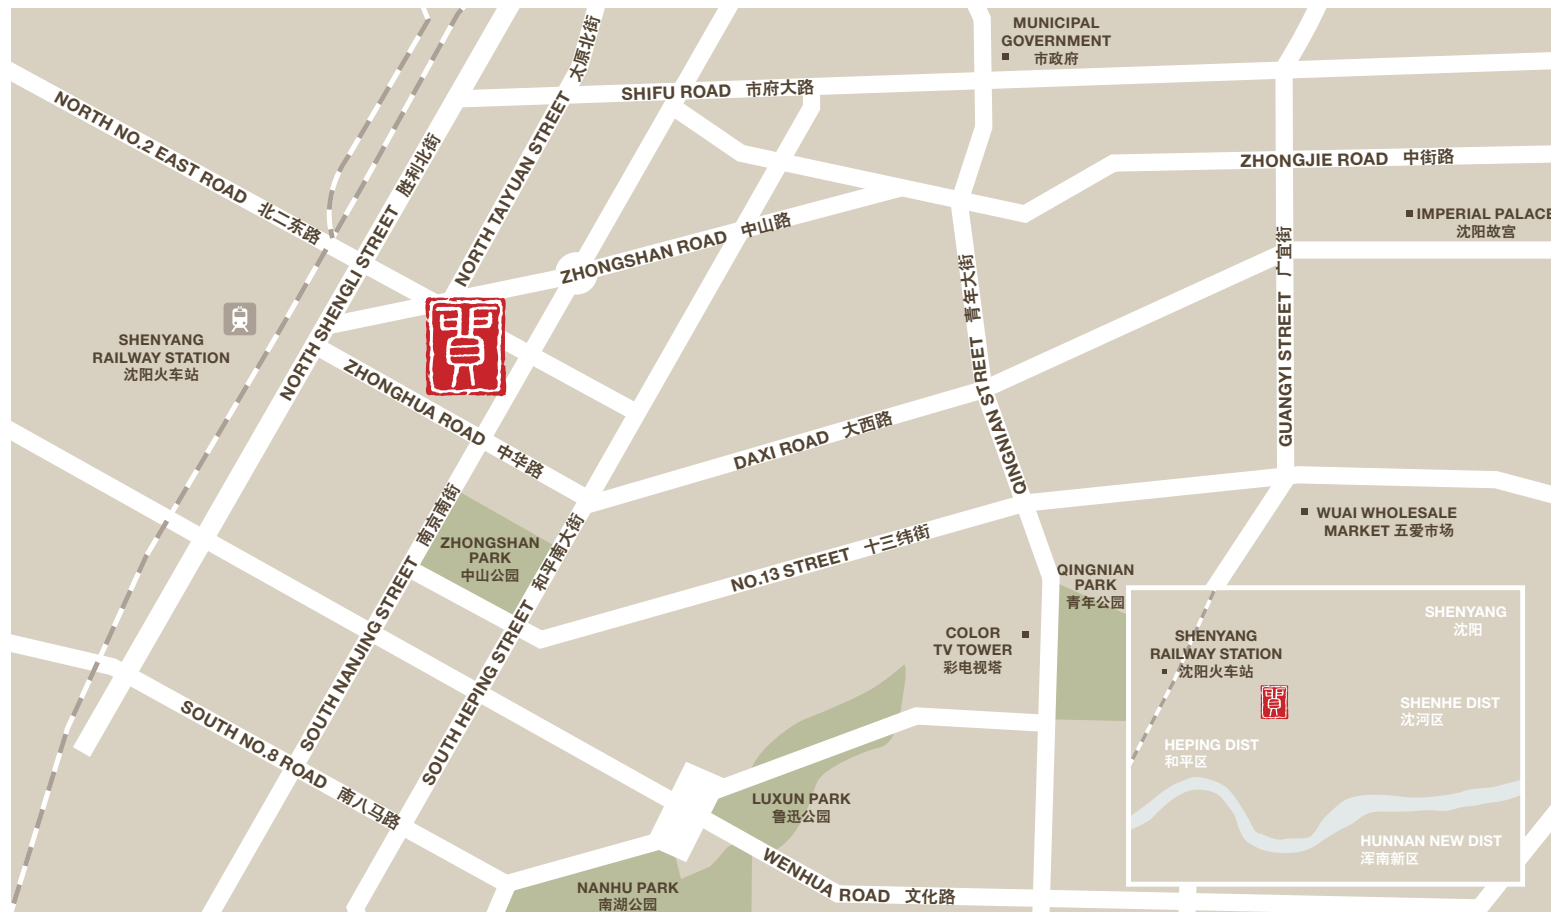 MUNICIPAL
GOVERNMENT
市政府
SHIFU ROAD 市府大路
NORTH TAIYUAN STREET 太原北街
NORTH NO.2 EAST ROAD 北二东路
NORTH SHENGLI STREET 胜利北街
ZHONGJIE ROAD 中街路
IMPERIAL PALACE
沈阳故宫
ZHONGSHAN ROAD 中山路
QINGNIAN STREET 青年大街
GUANGYI STREET 广宜街
SHENYANG
RAILWAY STATION
沈阳火车站
ZHONGHUA ROAD 中华路
DAXI ROAD 大西路
WUAI WHOLESALE
MARKET 五爱市场
SOUTH NANJING STREET 南京南街
ZHONGSHAN
PARK
中山公园
SOUTH HEPING STREET 和平南大街
NO.13 STREET 十三纬街
QINGNIAN
PARK
青年公园
COLOR
TV TOWER
彩电视塔
SOUTH NO.8 ROAD 南八马路
LUXUN PARK
鲁迅公园
WENHUA ROAD 文化路
NANHU PARK
南湖公园
SHENYANG
沈阳
SHENYANG
RAILWAY STATION
沈阳火车站
SHENHE DIST
沈河区
HEPING DIST
和平区
HUNNAN NEW DIST
浑南新区